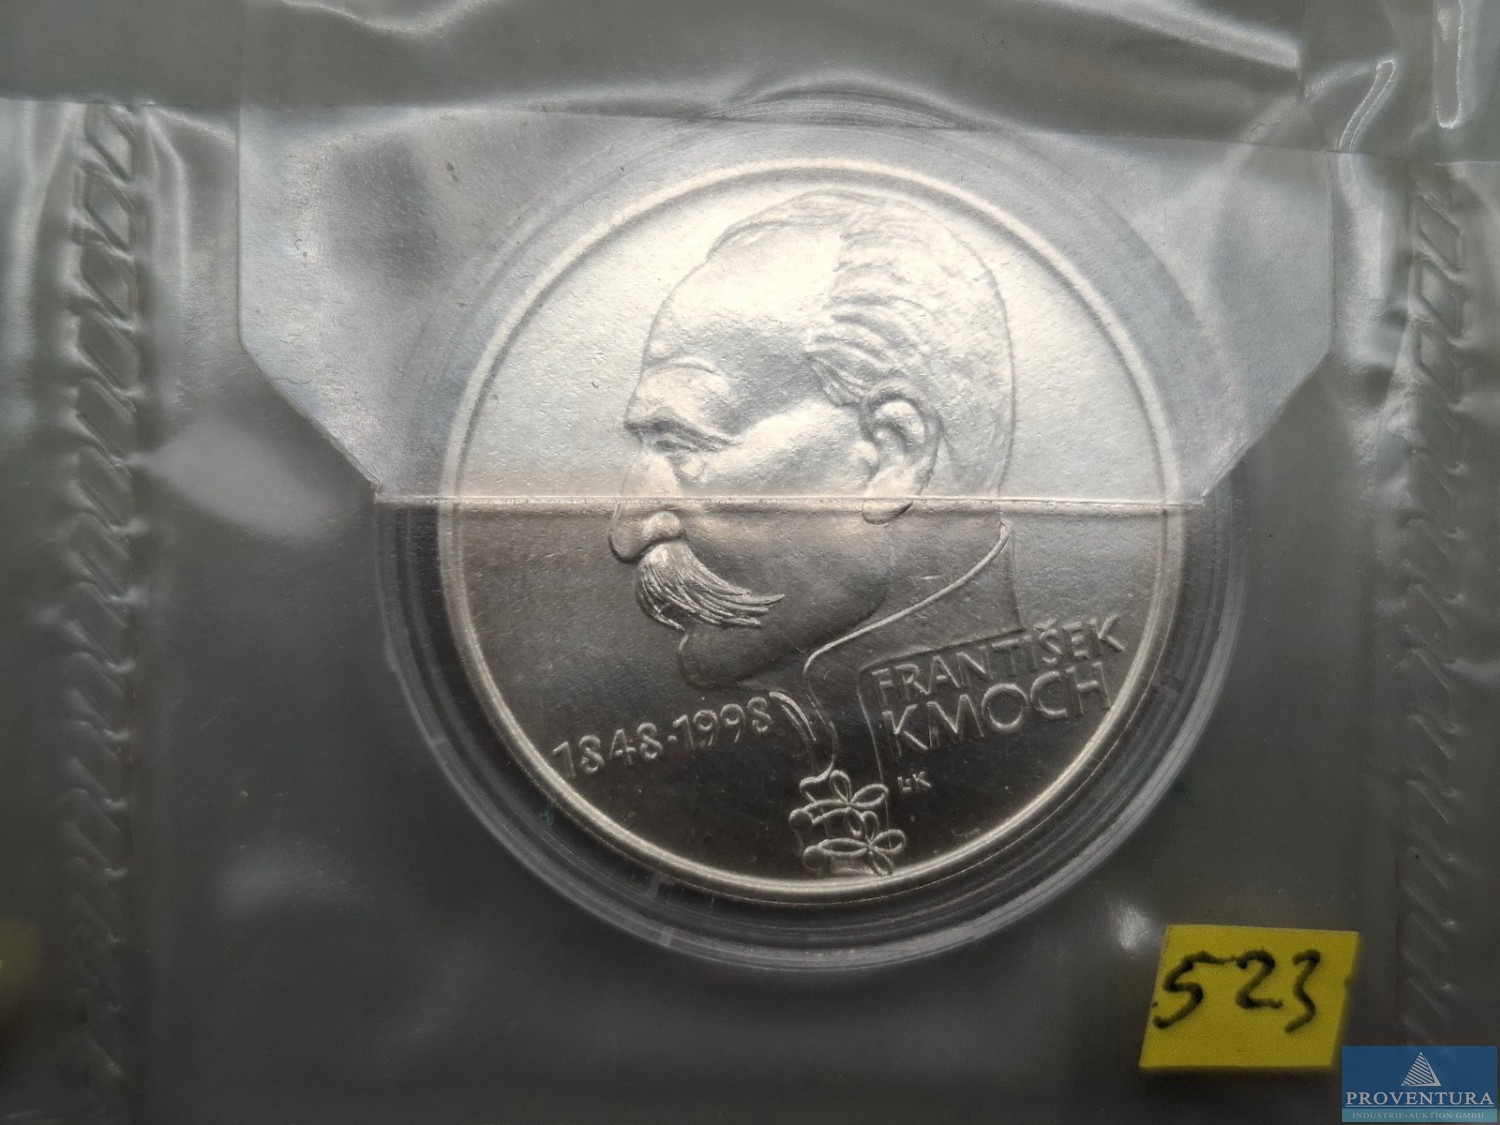 FRANTIŠEK
KMOCH
1848·1998
LK
523
PROVENTURA
INDUSTRIE-AUKTION-GMBH